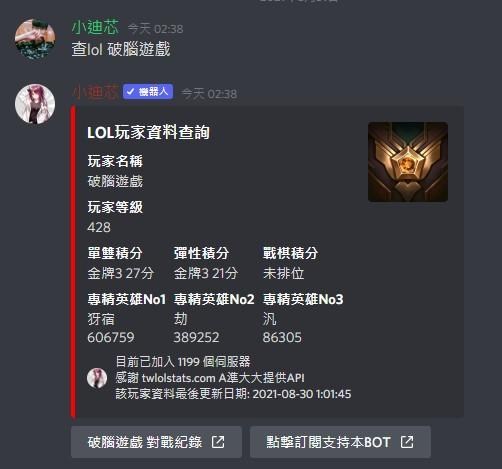 小迪芯 今天 02:38
查lol 破腦遊戲
小迪芯 ✓ 機器人 今天 02:38
LOL玩家資料查詢
玩家名稱
破腦遊戲
玩家等級
428
單雙積分 彈性積分 戰棋積分
金牌3 27分 金牌3 21分 未排位
專精英雄No1 專精英雄No2 專精英雄No3
犽宿 劫 汎
606759 389252 86305
目前已加入 1199 個伺服器
感謝 twlolstats.com A準大大提供API
該玩家資料最後更新日期: 2021-08-30 1:01:45
破腦遊戲 對戰紀錄 點擊訂閱支持本BOT